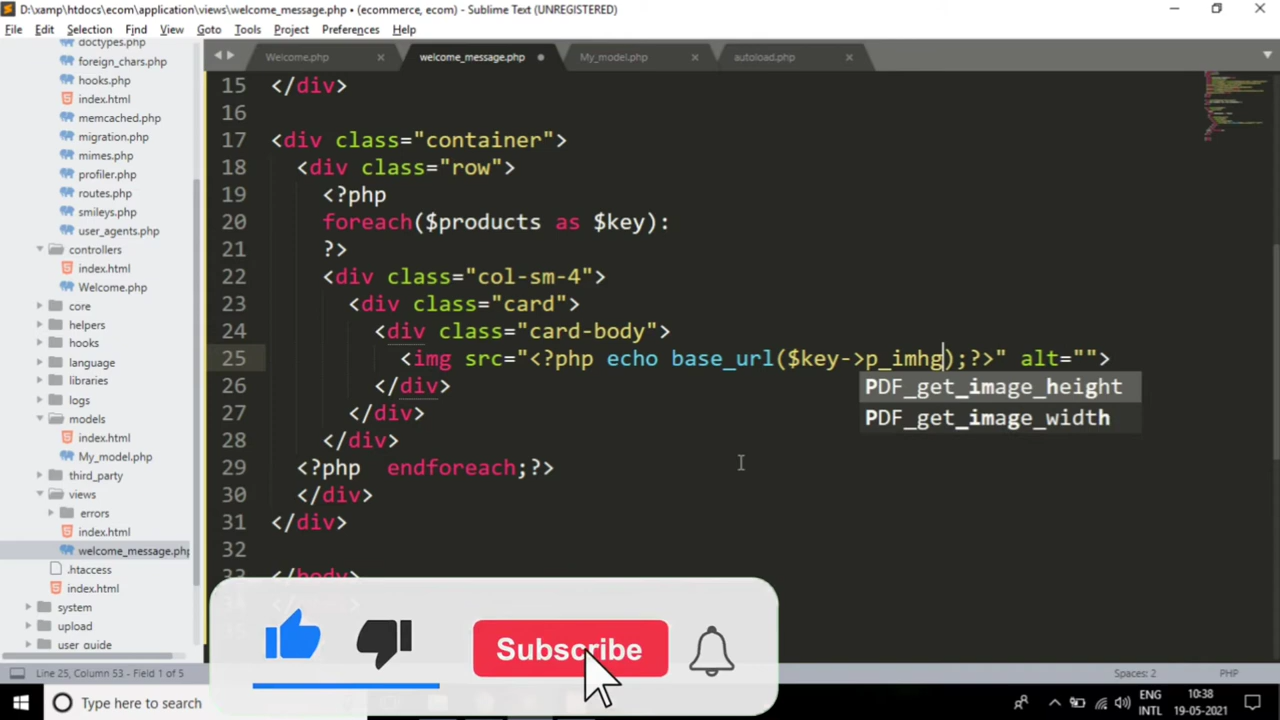 D:\xamp\htdocs\ecom\application\views\welcome_message.php • (ecommerce, ecom) - Sublime Text (UNREGISTERED)
File Edit Selection Find View Goto Tools Project Preferences Help
doctypes.php
foreign_chars.php
hooks.php
index.html
memcached.php
migration.php
mimes.php
profiler.php
routes.php
smileys.php
user_agents.php
controllers
index.html
Welcome.php
core
helpers
hooks
language
libraries
logs
models
index.html
My_model.php
third_party
views
errors
index.html
welcome_message.php
.htaccess
index.html
system
upload
user_guide
Welcome.php welcome_message.php My_model.php autoload.php
15 </div>
16
17 <div class="container">
18 <div class="row">
19 <?php
20 foreach($products as $key):
21 ?>
22 <div class="col-sm-4">
23 <div class="card">
24 <div class="card-body">
25 <img src="<?php echo base_url($key->p_imhg);?>" alt="">
26 </div>
27 </div>
28 </div>
29 <?php endforeach;?>
30 </div>
31 </div>
32
33 </body>
PDF_get_image_height
PDF_get_image_width
Subscribe
Line 25, Column 53 - Field 1 of 5
Spaces: 2 PHP
Type here to search
ENG
INTL
10:38
19-05-2021